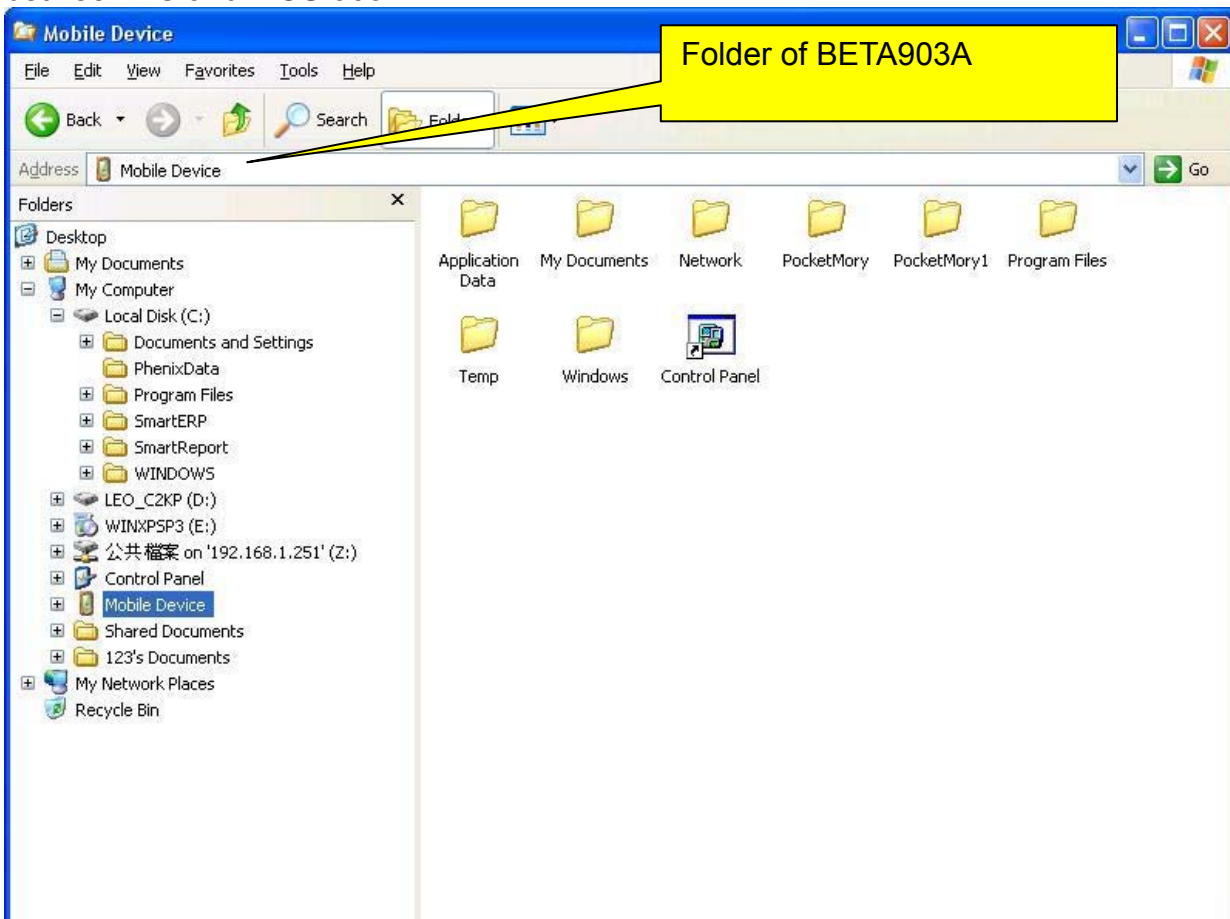 Mobile Device
Folder of BETA903A
File Edit View Favorites Tools Help
Back Search
Address Mobile Device Go
Folders
Desktop
My Documents
My Computer
Local Disk (C:)
Documents and Settings
PhenixData
Program Files
SmartERP
SmartReport
WINDOWS
LEO_C2KP (D:)
WINXPSP3 (E:)
公共檔案 on '192.168.1.251' (Z:)
Control Panel
Mobile Device
Shared Documents
123's Documents
My Network Places
Recycle Bin
Application Data
My Documents
Network
PocketMory
PocketMory1
Program Files
Temp
Windows
Control Panel